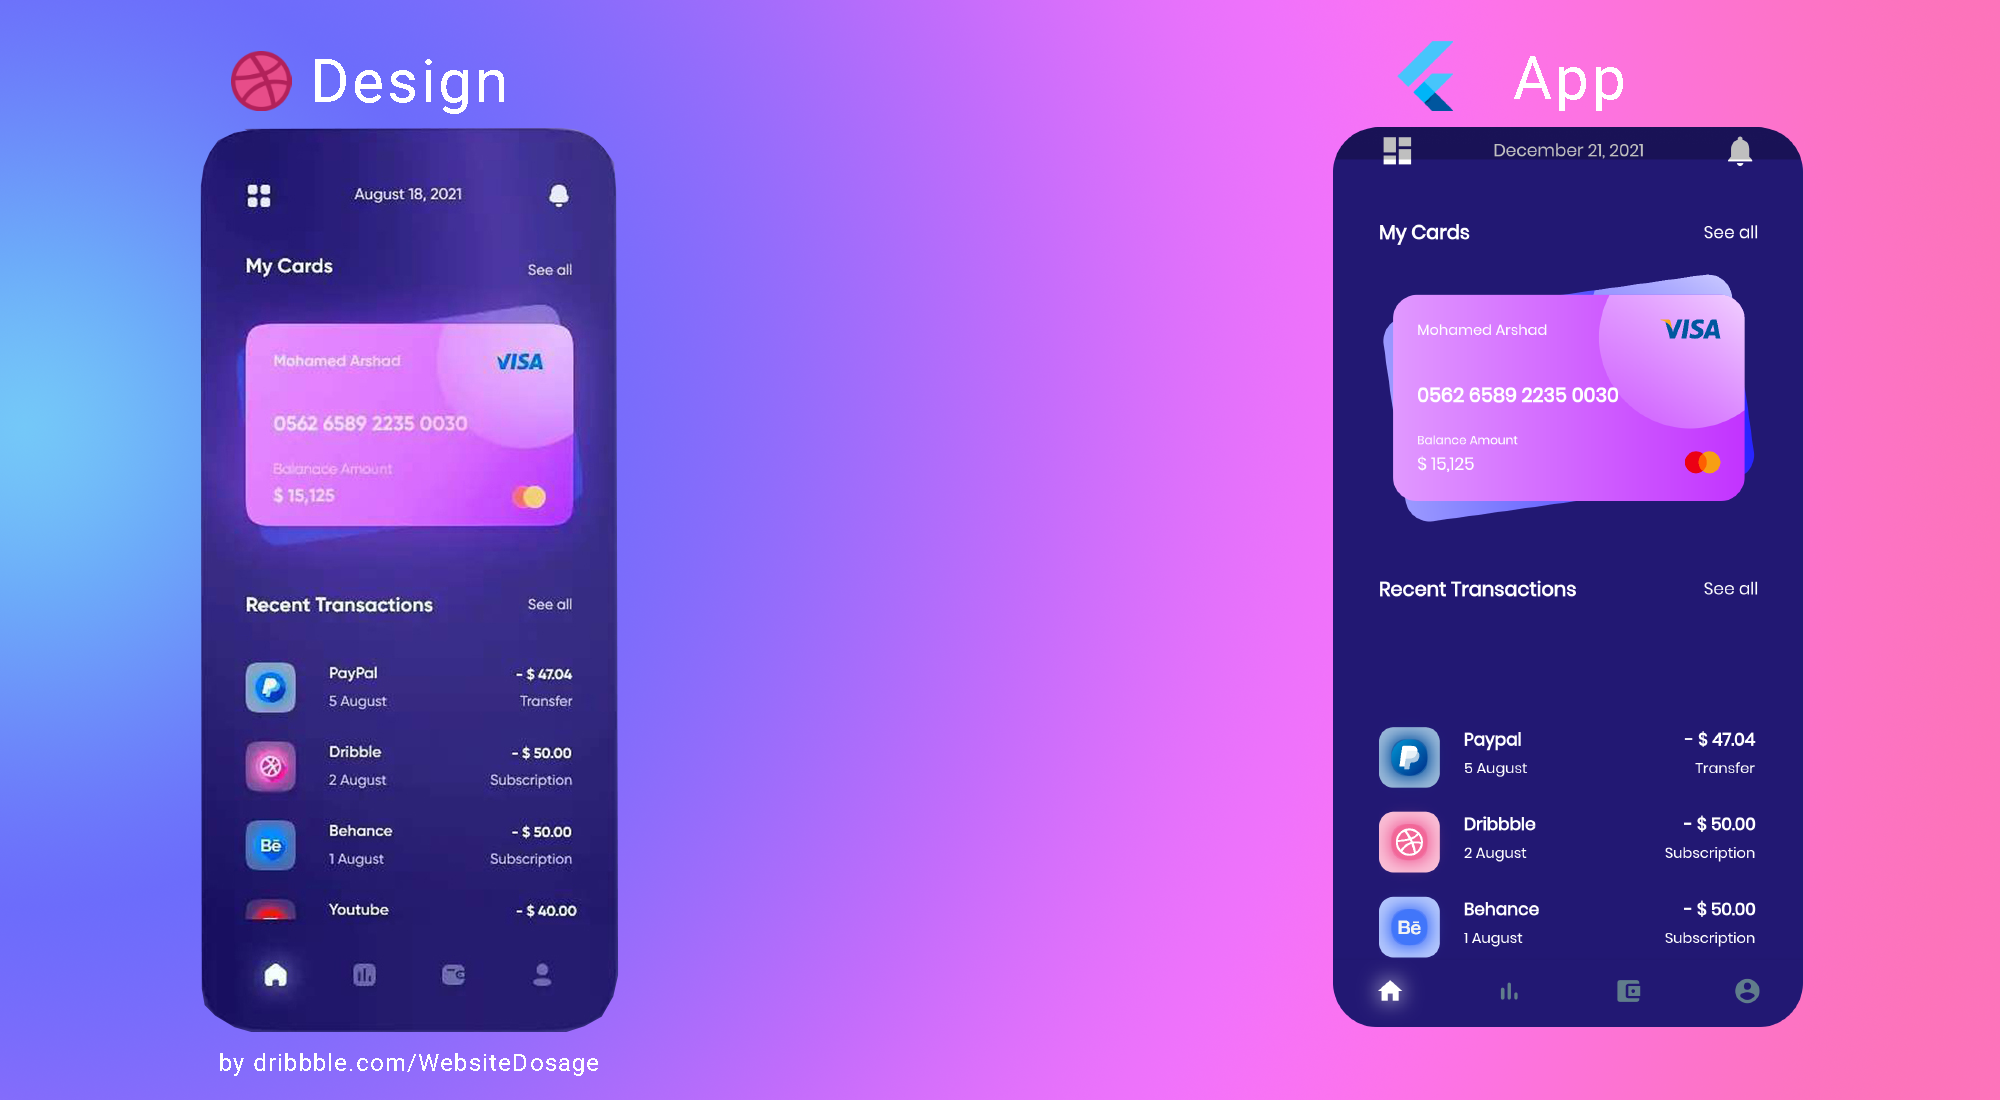 Design
August 18, 2021
My Cards
See all
Mohamed Arshad
VISA
0562 6589 2235 0030
Balanace Amount
$ 15,125
Recent Transactions
See all
PayPal
- $ 47.04
5 August
Transfer
Dribble
- $ 50.00
2 August
Subscription
Bē
Behance
- $ 50.00
1 August
Subscription
Youtube
- $ 40.00
by dribbble.com/WebsiteDosage
App
December 21, 2021
My Cards
See all
Mohamed Arshad
VISA
0562 6589 2235 0030
Balance Amount
$ 15,125
Recent Transactions
See all
Paypal
- $ 47.04
5 August
Transfer
Dribbble
- $ 50.00
2 August
Subscription
Bē
Behance
- $ 50.00
1 August
Subscription